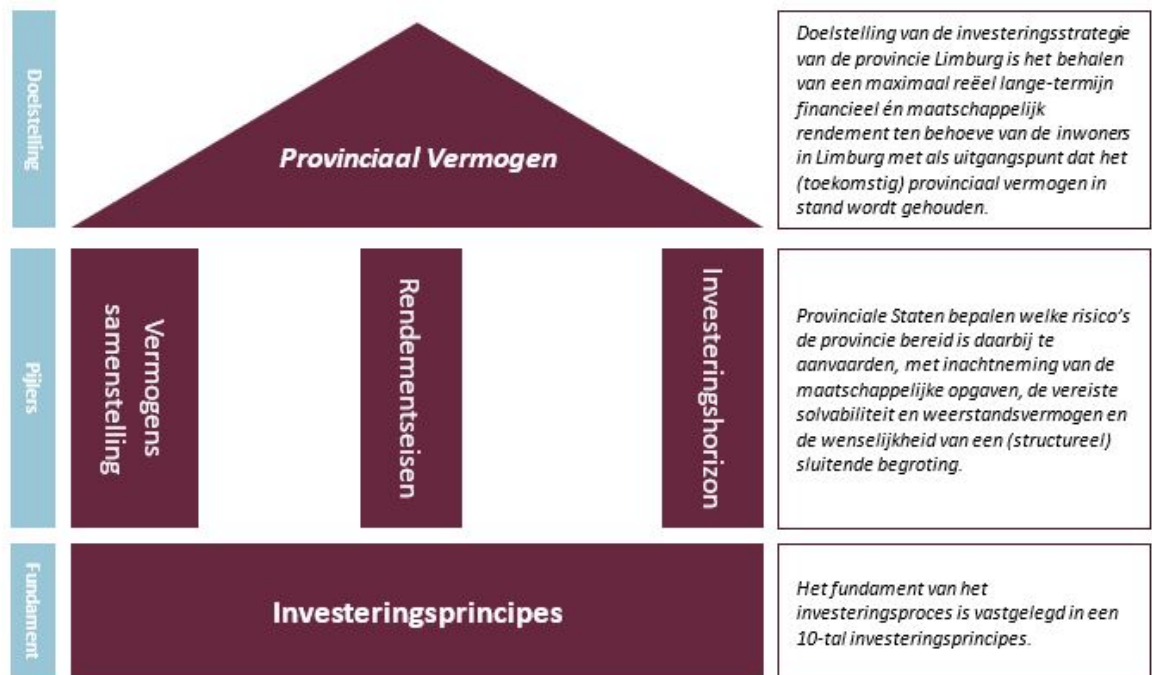 Doelstelling
Provinciaal Vermogen
Doelstelling van de investeringsstrategie
van de provincie Limburg is het behalen
van een maximaal reëel lange-termijn
financieel én maatschappelijk
rendement ten behoeve van de inwoners
in Limburg met als uitgangspunt dat het
(toekomstig) provinciaal vermogen in
stand wordt gehouden.
Pijlers
Vermogens
samenstelling
Rendementseisen
Investeringshorizon
Provinciale Staten bepalen welke risico's
de provincie bereid is daarbij te
aanvaarden, met inachtneming van de
maatschappelijke opgaven, de vereiste
solvabiliteit en weerstandsvermogen en
de wenselijkheid van een (structureel)
sluitende begroting.
Fundament
Investeringsprincipes
Het fundament van het
investeringsproces is vastgelegd in een
10-tal investeringsprincipes.